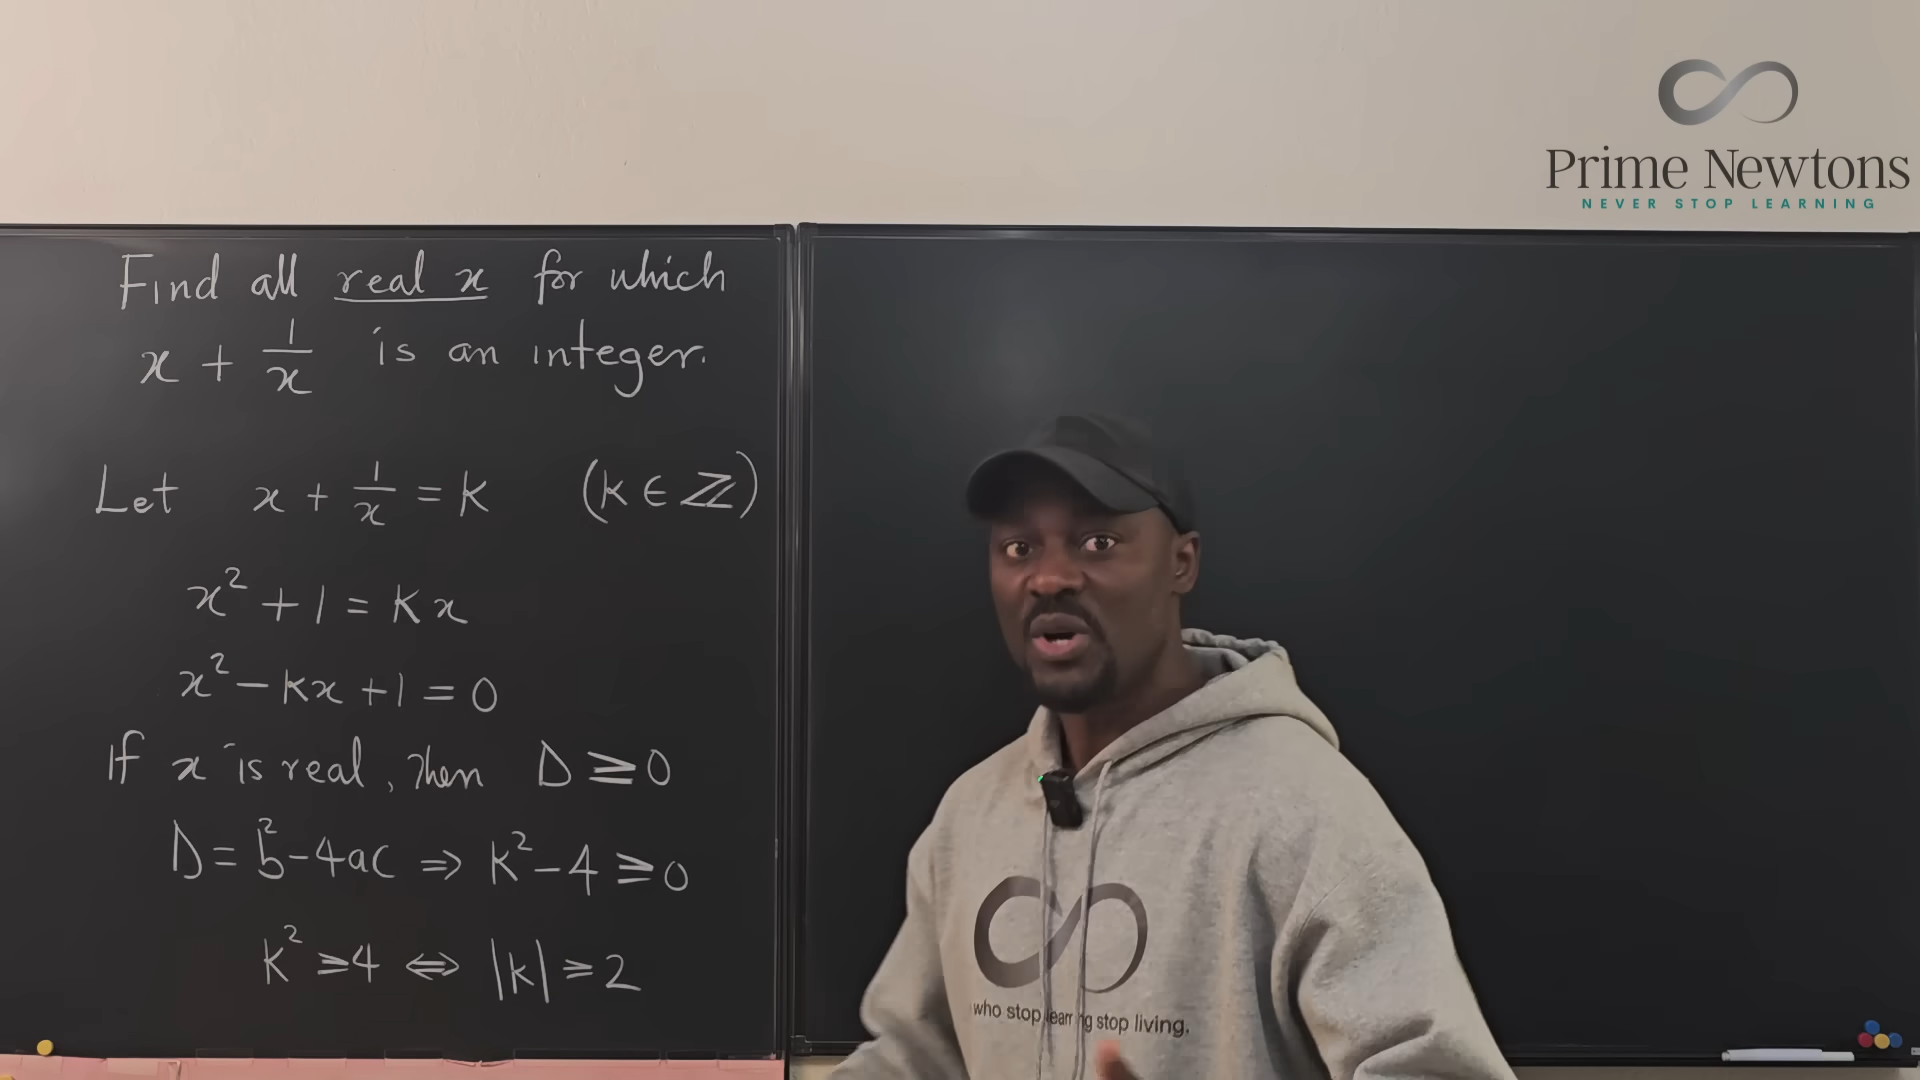 Prime Newtons
NEVER STOP LEARNING
Find all real x for which
x + 1/x is an integer.
Let x + 1/x = K (K ∈ ℤ)
x² + 1 = Kx
x² - Kx + 1 = 0
If x is real, then D ≥ 0
D = b² - 4ac ⇒ K² - 4 ≥ 0
K² ≥ 4 ⇔ |K| ≥ 2
who stop learning stop living.